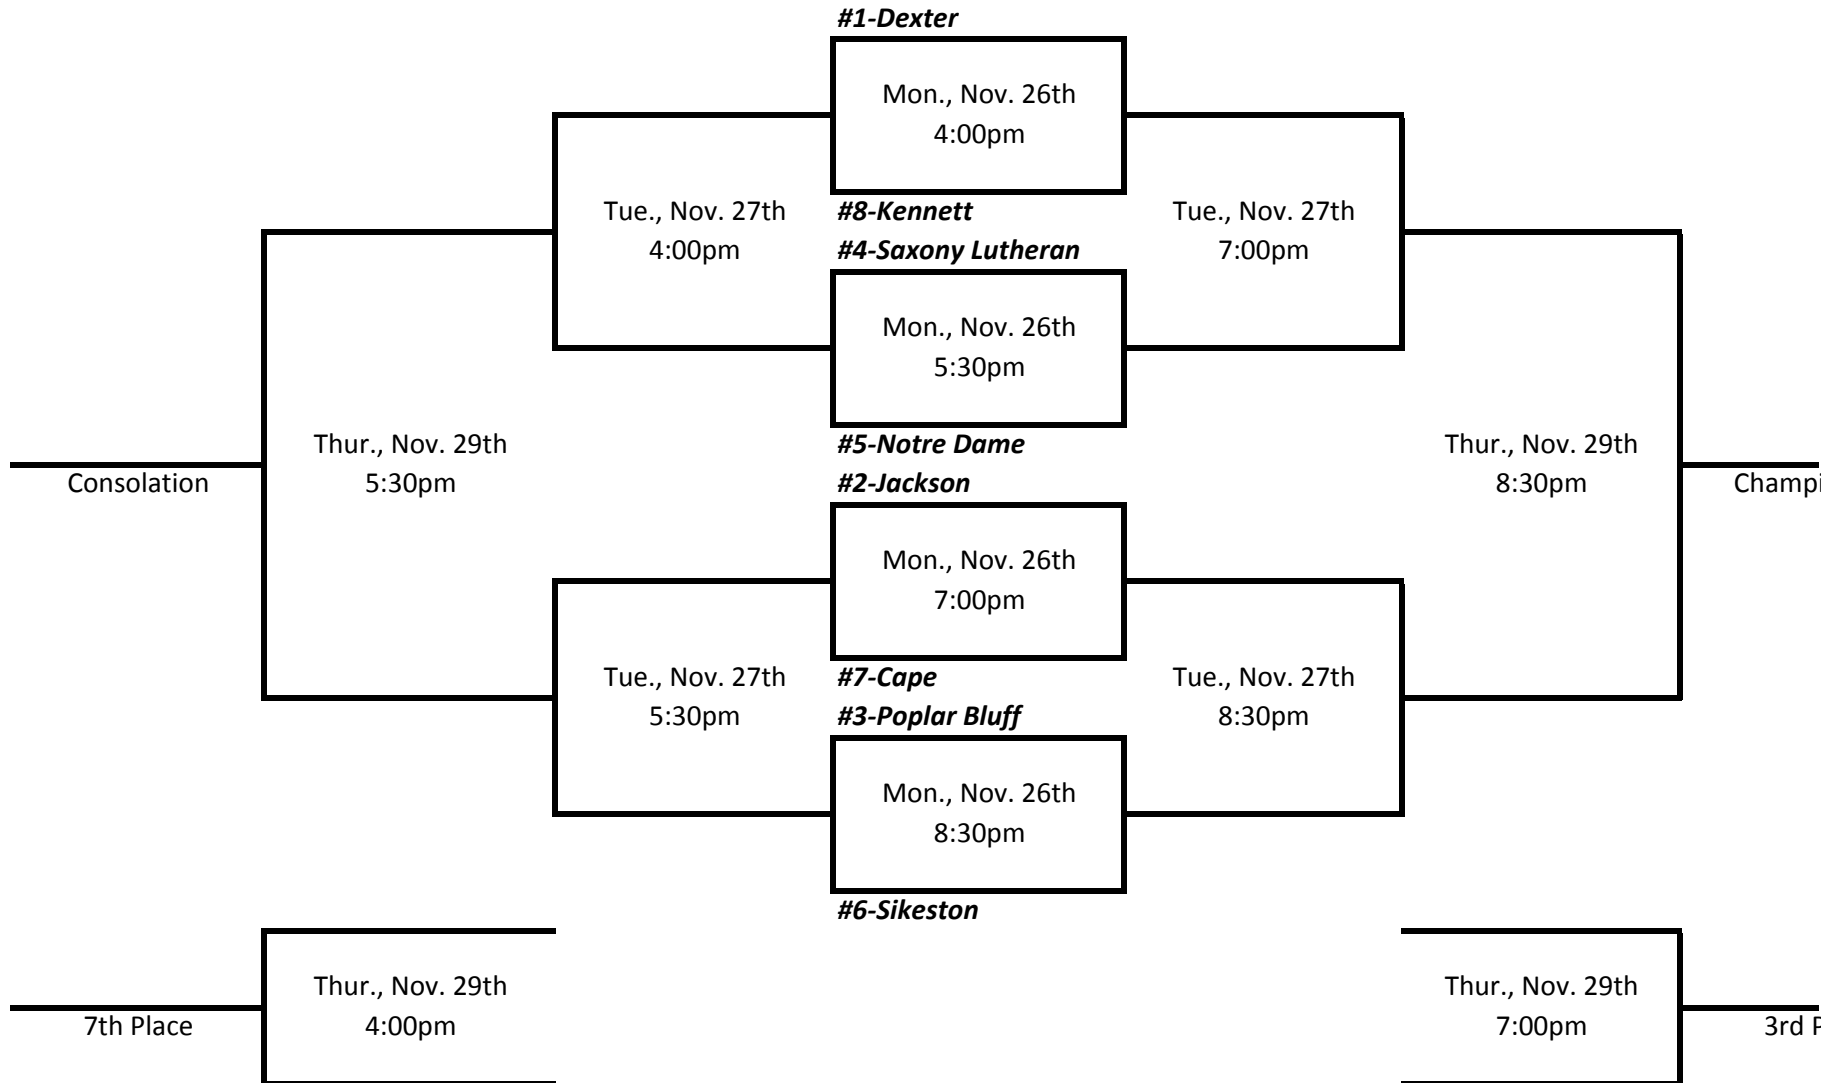 #1-Dexter
Mon., Nov. 26th
4:00pm
Tue., Nov. 27th
4:00pm
#8-Kennett
#4-Saxony Lutheran
Tue., Nov. 27th
7:00pm
Mon., Nov. 26th
5:30pm
Thur., Nov. 29th
5:30pm
Consolation
#5-Notre Dame
#2-Jackson
Thur., Nov. 29th
8:30pm
Champi
Mon., Nov. 26th
7:00pm
Tue., Nov. 27th
5:30pm
#7-Cape
#3-Poplar Bluff
Tue., Nov. 27th
8:30pm
Mon., Nov. 26th
8:30pm
#6-Sikeston
Thur., Nov. 29th
4:00pm
7th Place
Thur., Nov. 29th
7:00pm
3rd P